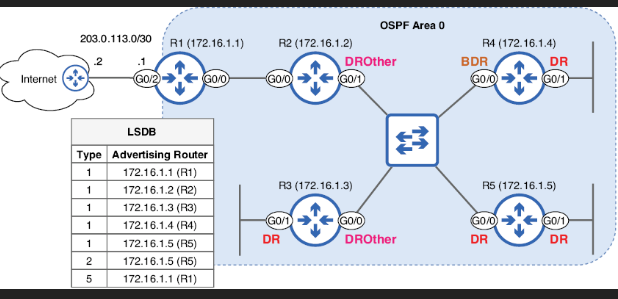 OSPF Area 0
203.0.113.0/30
R1 (172.16.1.1)
R2 (172.16.1.2)
R4 (172.16.1.4)
Internet
.2
.1
G0/2
G0/0
G0/0
G0/1
DROther
BDR
G0/0
G0/1
DR
LSDB
Type Advertising Router
1 172.16.1.1 (R1)
1 172.16.1.2 (R2)
1 172.16.1.3 (R3)
1 172.16.1.4 (R4)
1 172.16.1.5 (R5)
2 172.16.1.5 (R5)
5 172.16.1.1 (R1)
R3 (172.16.1.3)
G0/1
G0/0
DR
DROther
R5 (172.16.1.5)
G0/0
G0/1
DR
DR